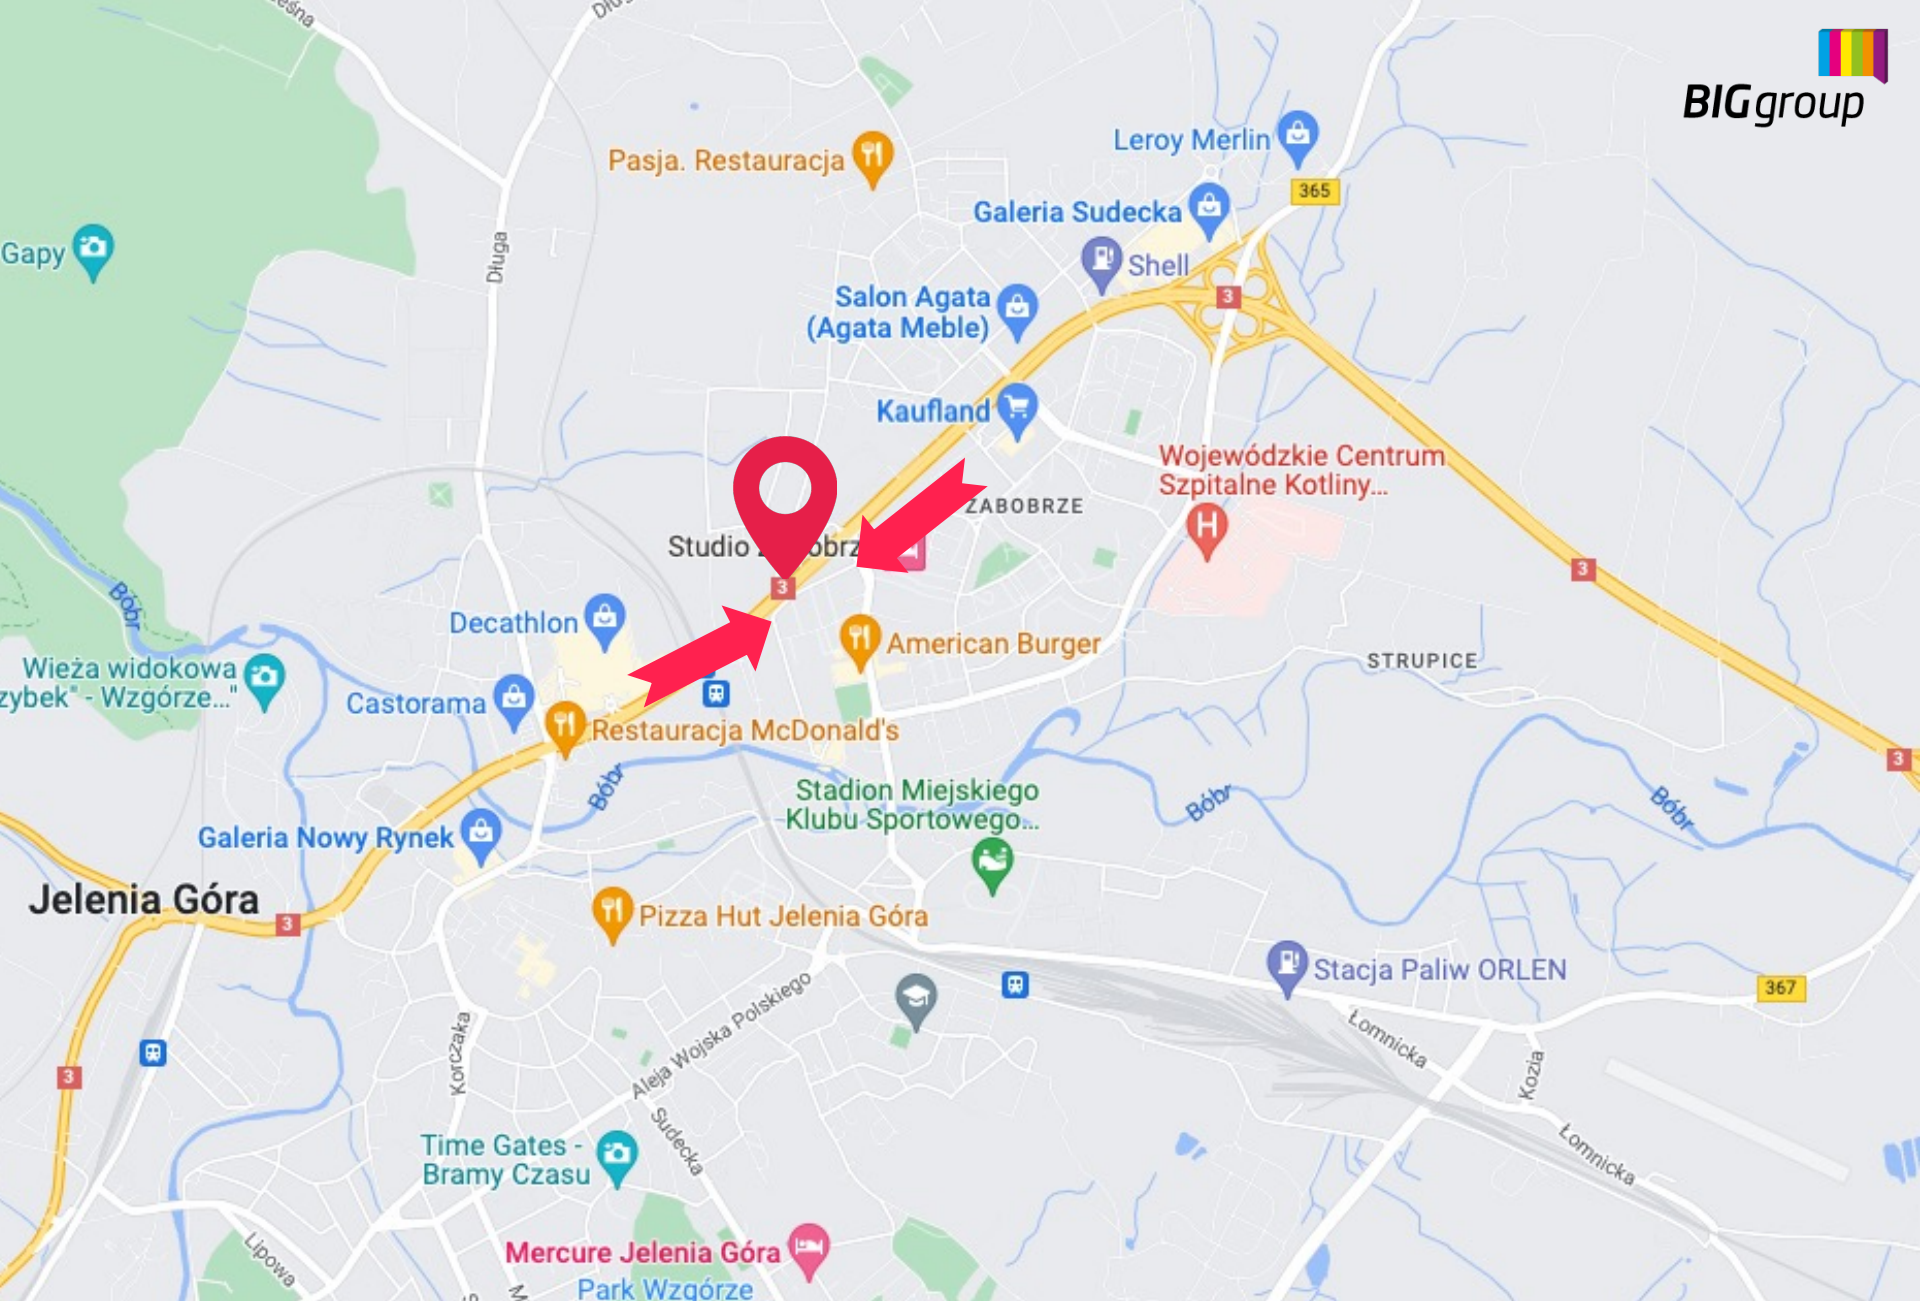 BIGgroup
Długa
Leroy Merlin
365
Pasja. Restauracja
Galeria Sudecka
Gapy
Shell
3
Salon Agata
(Agata Meble)
Kaufland
Wojewódzkie Centrum
Szpitalne Kotliny...
ZABOBRZE
Studio
3
3
Bóbr
Decathlon
American Burger
STRUPICE
Wieża widokowa
zybek" - Wzgórze..."
Castorama
Restauracja McDonald's
3
Bóbr
Stadion Miejskiego
Klubu Sportowego...
Bóbr
Bóbr
Galeria Nowy Rynek
Jelenia Góra
3
Pizza Hut Jelenia Góra
Stacja Paliw ORLEN
367
Aleja Wojska Polskiego
Korczaka
Łomnicka
Kozia
3
Sudecka
Time Gates -
Bramy Czasu
Łomnicka
Lipowa
Mercure Jelenia Góra
Park Wzgórze